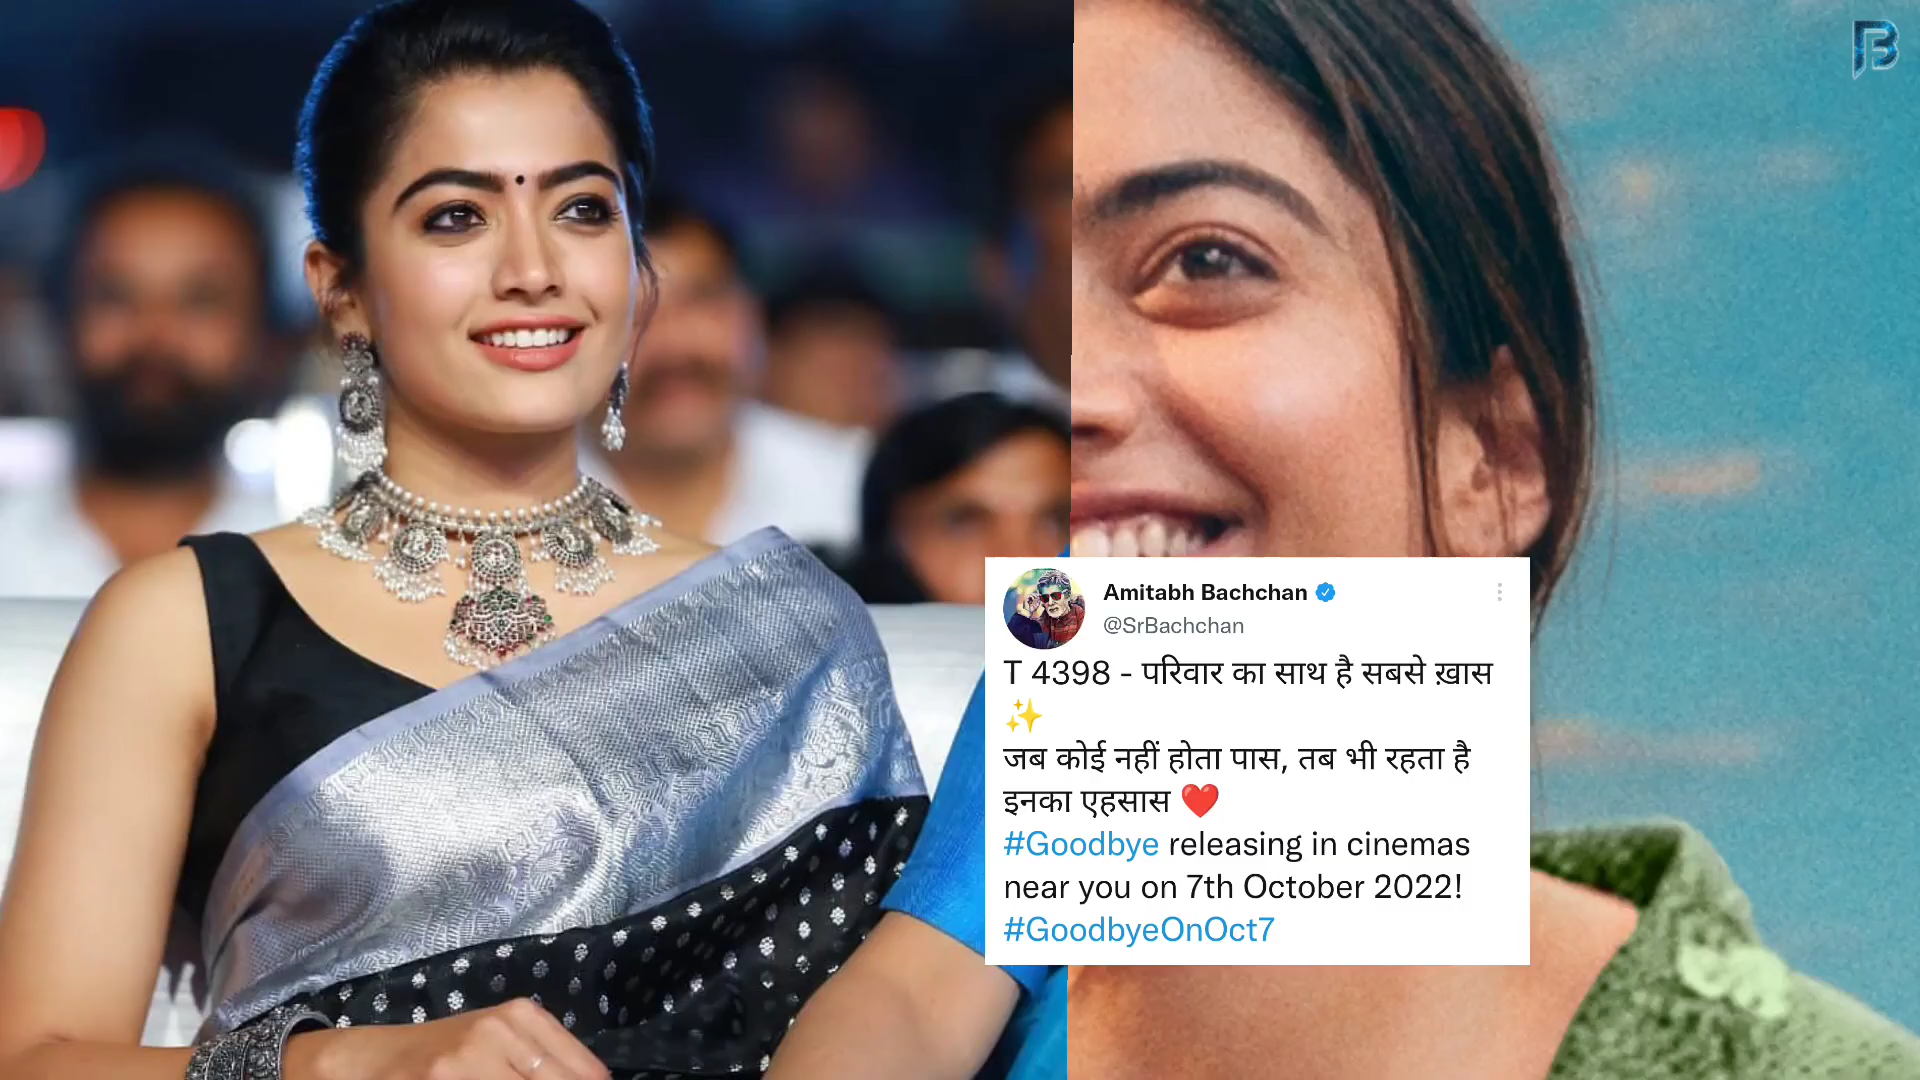 Amitabh Bachchan
@SrBachchan
T 4398 - परिवार का साथ है सबसे ख़ास
✨
जब कोई नहीं होता पास, तब भी रहता है
इनका एहसास ❤️
#Goodbye releasing in cinemas
near you on 7th October 2022!
#GoodbyeOnOct7